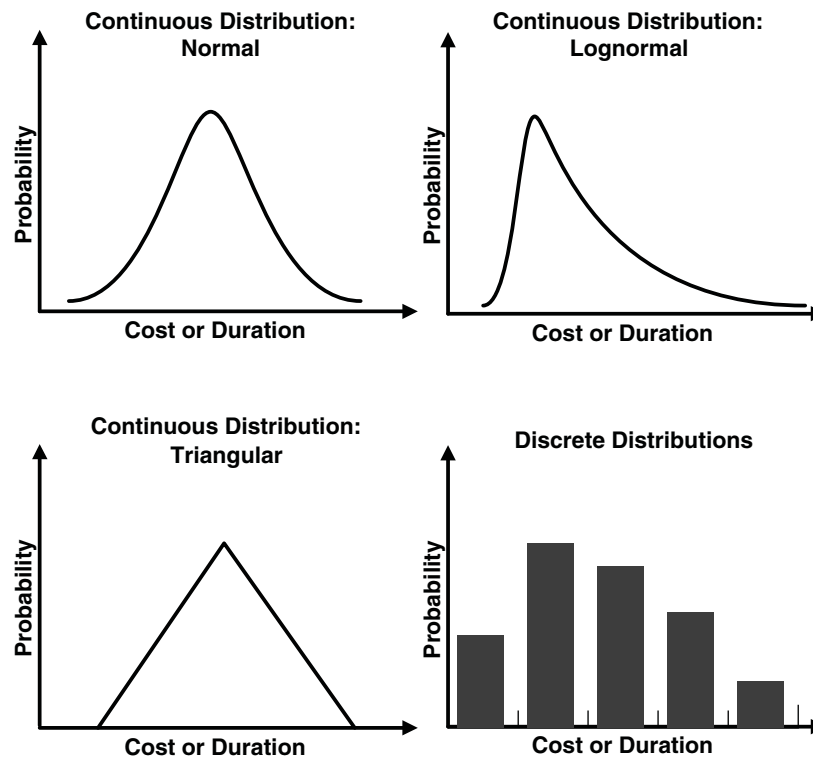 Continuous Distribution:
Normal
Probability
Cost or Duration
Continuous Distribution:
Lognormal
Probability
Cost or Duration
Continuous Distribution:
Triangular
Probability
Cost or Duration
Discrete Distributions
Probability
Cost or Duration